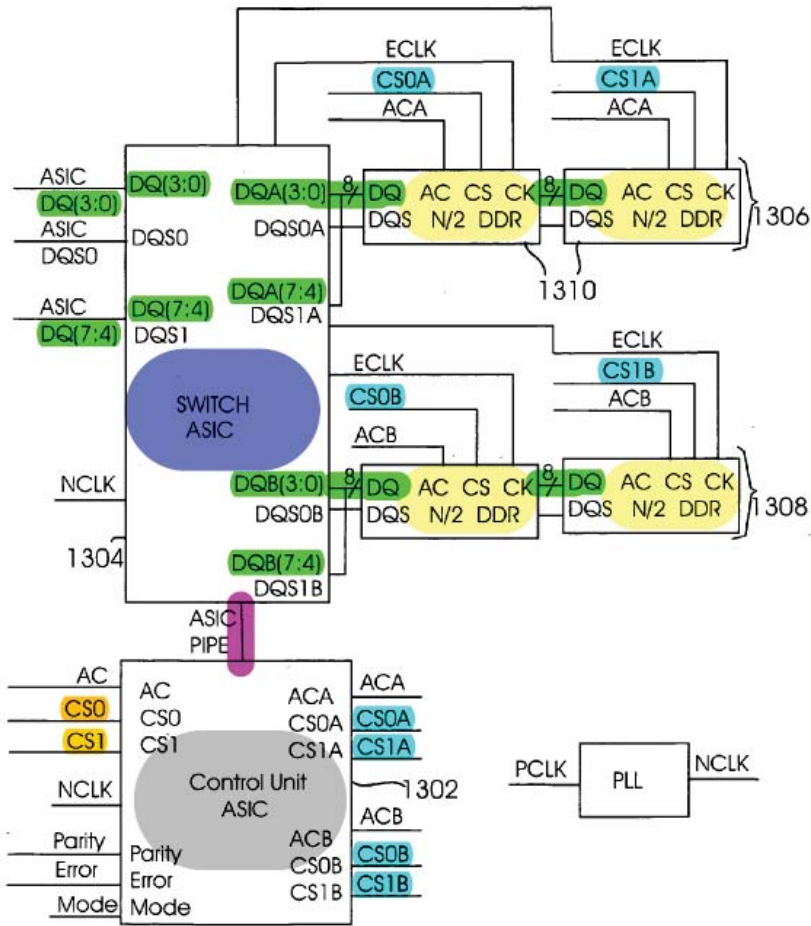 ECLK
ECLK
CS0A
CS1A
ACA
ACA
ASIC
DQ(3:0)
DQ(3:0)
DQA(3:0)
8
DQ
AC CS CK
8
DQ
AC CS CK
ASIC
DQS0
DQS0
DQS0A
DQS
N/2 DDR
DQS
N/2 DDR
1306
1310
ASIC
DQ(7:4)
DQ(7:4)
DQS1
DQA(7:4)
DQS1A
ECLK
ECLK
CS0B
CS1B
ACB
ACB
SWITCH
ASIC
NCLK
DQB(3:0)
8
DQ
AC CS CK
8
DQ
AC CS CK
DQS0B
DQS
N/2 DDR
DQS
N/2 DDR
1308
1304
DQB(7:4)
DQS1B
ASIC
PIPE
AC
AC
ACA
ACA
CS0
CS0
CS0A
CS0A
CS1
CS1
CS1A
CS1A
NCLK
Control Unit
ASIC
1302
PCLK
PLL
NCLK
ACB
ACB
Parity
Parity
CS0B
CS0B
Error
Error
CS1B
CS1B
Mode
Mode